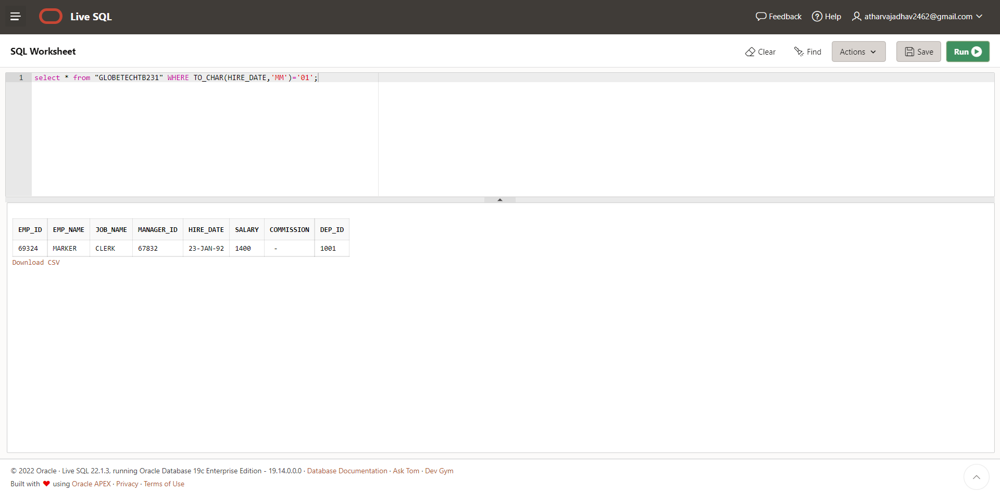 Live SQL
Feedback Help atharvajadhav2462@gmail.com
SQL Worksheet
Clear Find Actions Save Run
1 select * from "GLOBETECHTB231" WHERE TO_CHAR(HIRE_DATE,'MM')='01';
EMP_ID EMP_NAME JOB_NAME MANAGER_ID HIRE_DATE SALARY COMMISSION DEP_ID
69324 MARKER CLERK 67832 23-JAN-92 1400 - 1001
Download CSV
© 2022 Oracle · Live SQL 22.1.3, running Oracle Database 19c Enterprise Edition - 19.14.0.0.0 · Database Documentation · Ask Tom · Dev Gym
Built with ❤ using Oracle APEX · Privacy · Terms of Use